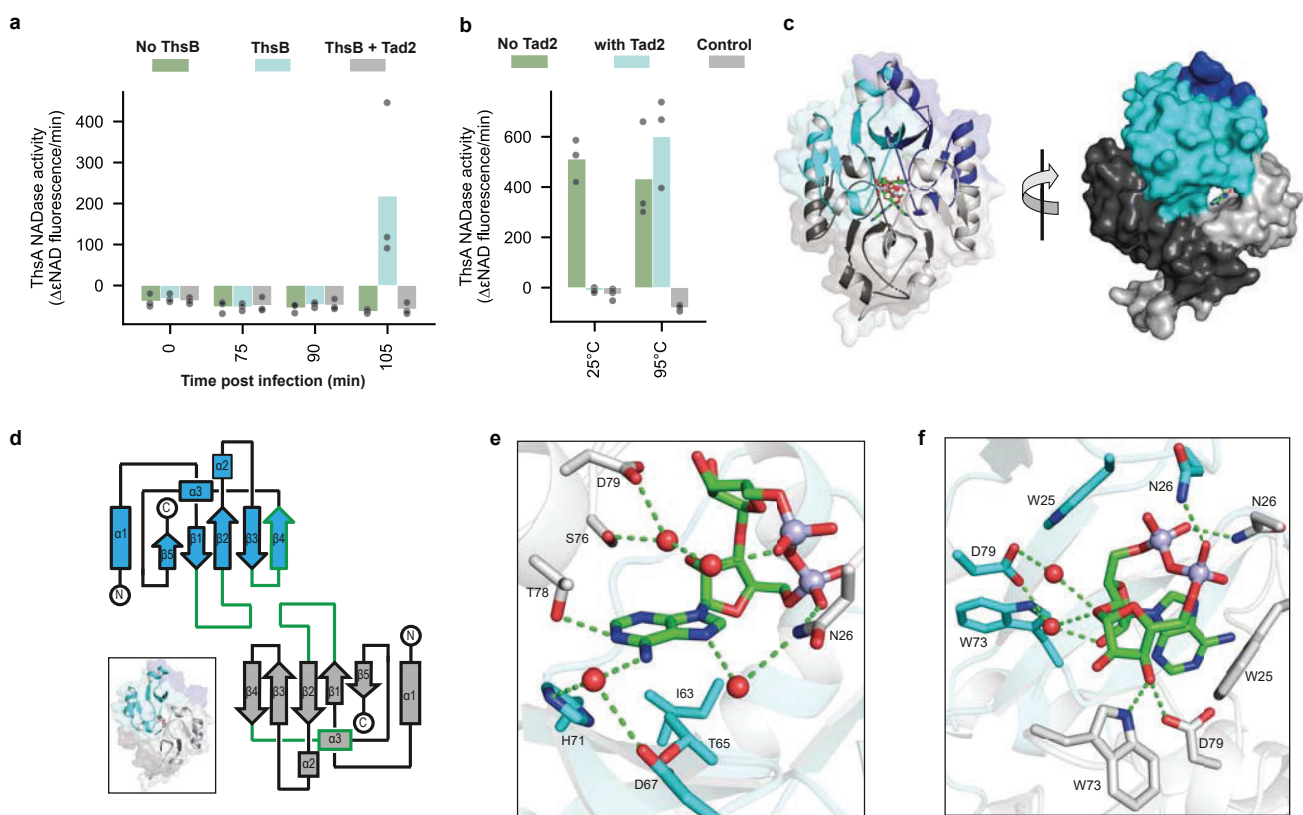 a
No ThsB ThsB ThsB + Tad2
ThsA NADase activity
(ΔεNAD fluorescence/min)
400
300
200
100
0
0 75 90 105
Time post infection (min)
b
No Tad2 with Tad2 Control
ThsA NADase activity
(ΔεNAD fluorescence/min)
600
400
600
0
25°C 95°C
c
d
α2
α3
C
α1
β5
β1
β2
β3
β4
N
N
β4
β3
β2
β1
β5
α1
C
α3
α2
e
D79
S76
T78
N26
I63
H71
T65
D67
f
N26
W25
N26
D79
W73
W25
D79
W73